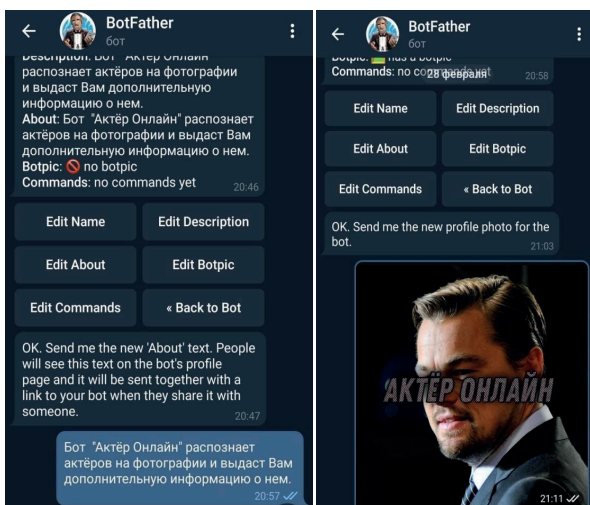 BotFather
бот
Description: Бот "Актёр Онлайн"
распознает актёров на фотографии
и выдаст Вам дополнительную
информацию о нем.
About: Бот "Актёр Онлайн" распознает
актёров на фотографии и выдаст Вам
дополнительную информацию о нем.
Botpic: 🚫 no botpic
Commands: no commands yet
20:46
Edit Name
Edit Description
Edit About
Edit Botpic
Edit Commands
« Back to Bot
OK. Send me the new 'About' text. People
will see this text on the bot's profile
page and it will be sent together with a
link to your bot when they share it with
someone.
20:47
Бот "Актёр Онлайн" распознает
актёров на фотографии и выдаст Вам
дополнительную информацию о нем.
20:57
BotFather
бот
Botpic: has a botpic
Commands: no commands yet
28 февраля
20:58
Edit Name
Edit Description
Edit About
Edit Botpic
Edit Commands
« Back to Bot
OK. Send me the new profile photo for the
bot.
21:03
АКТЁР ОНЛАЙН
21:11